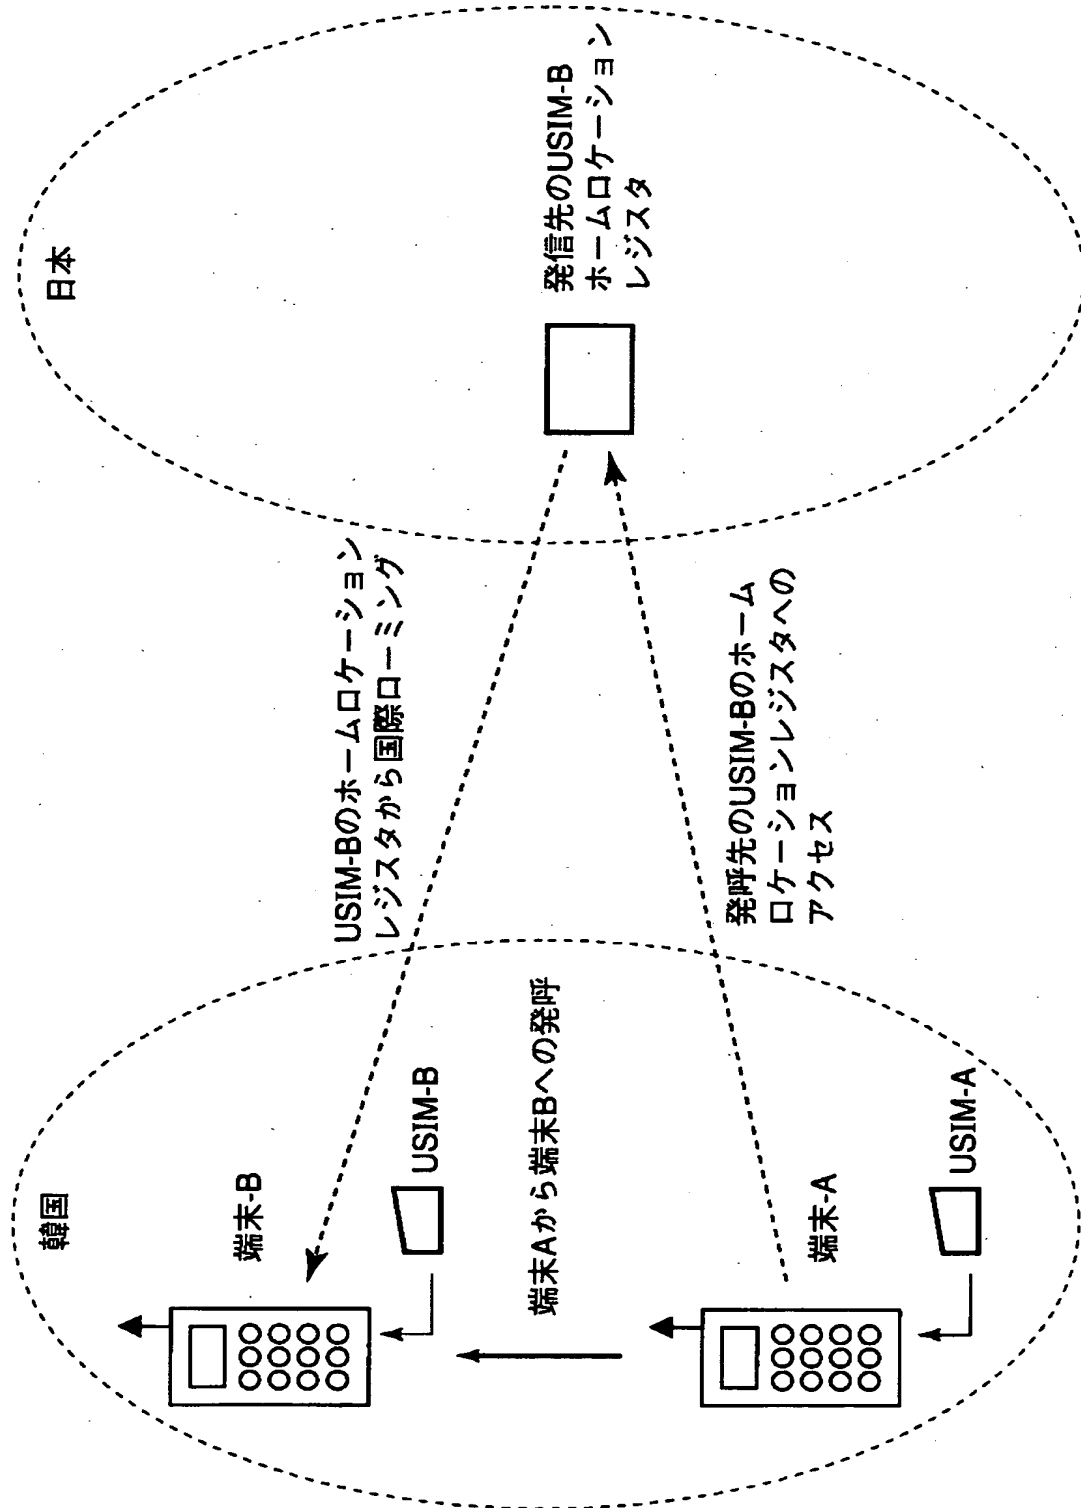 韓国
端末-B
USIM-B
端末Aから端末Bへの発呼
端末-A
USIM-A
USIM-Bのホームロケーション
レジスタから国際ローミング
発呼先のUSIM-Bのホーム
ロケーションレジスタへの
アクセス
日本
発信先のUSIM-B
ホームロケーション
レジスタ